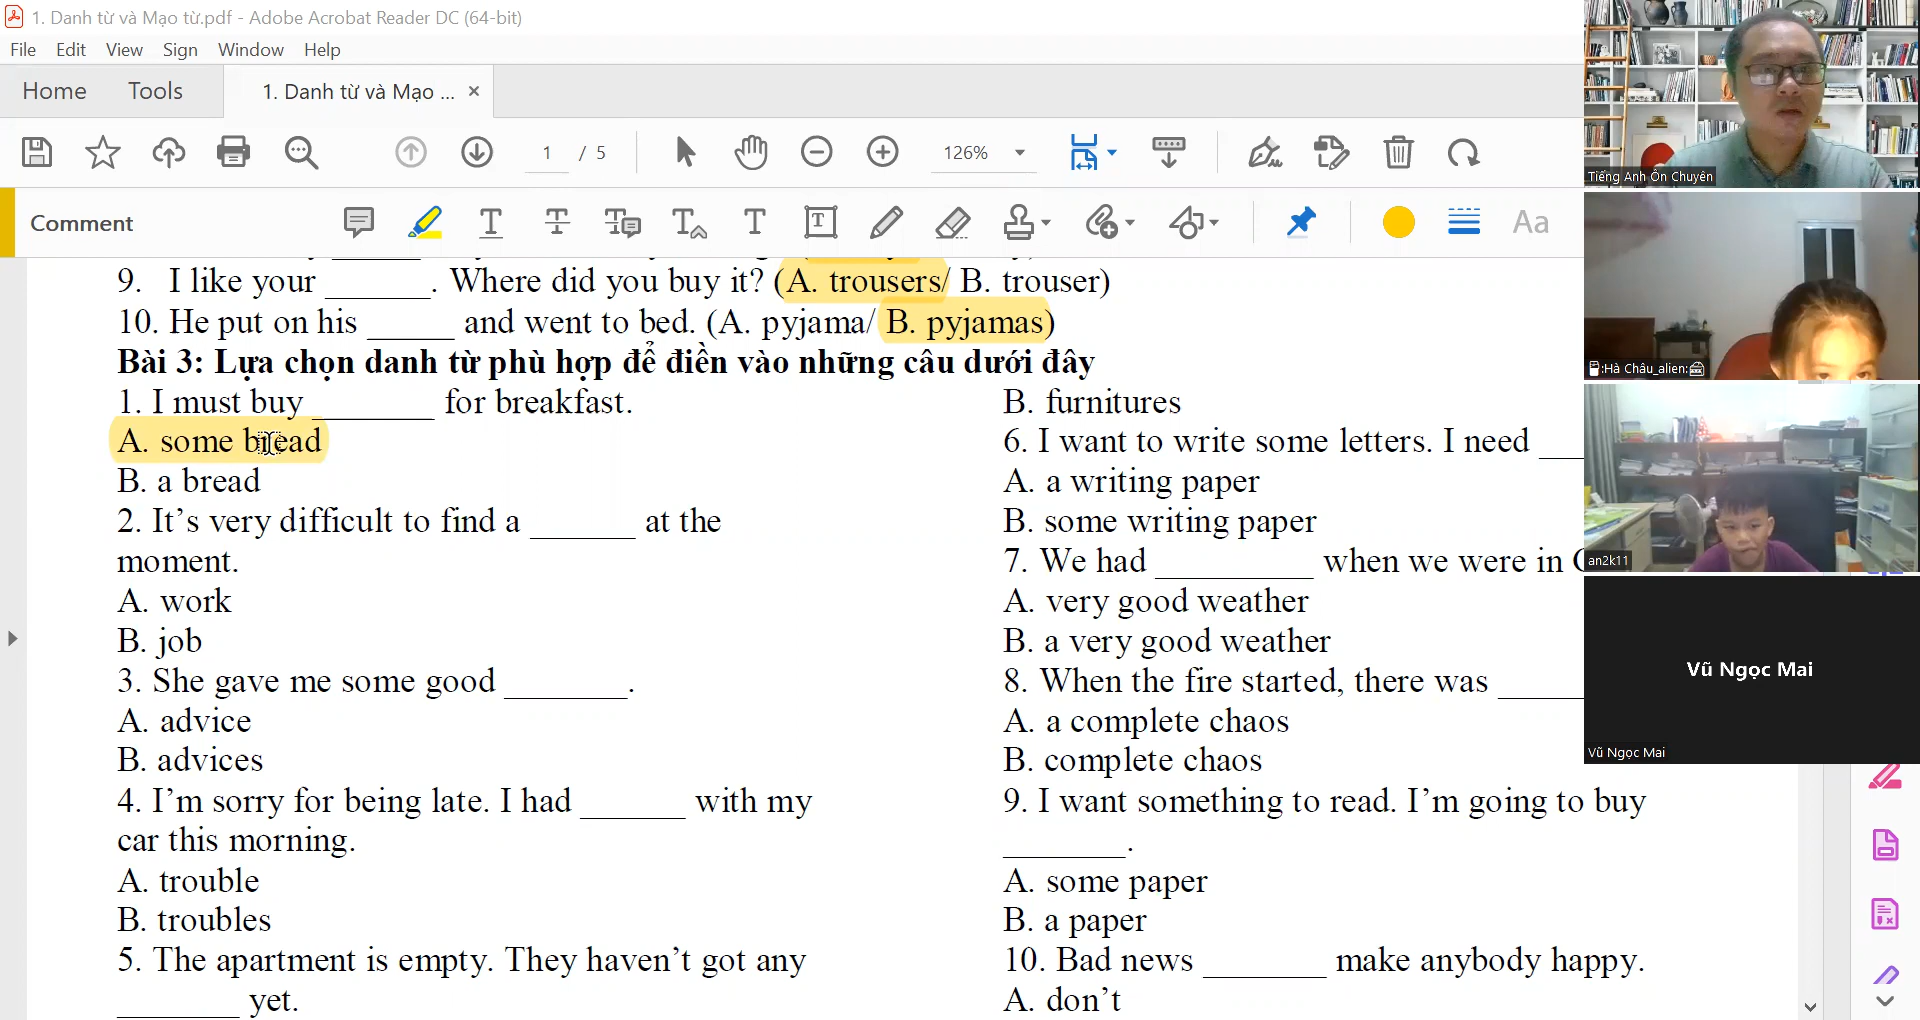 1. Danh từ và Mạo từ.pdf - Adobe Acrobat Reader DC (64-bit)
File Edit View Sign Window Help
Home Tools 1. Danh từ và Mạo ... ×
1 / 5 126%
Comment Aa
9. I like your ______. Where did you buy it? (A. trousers/ B. trouser)
10. He put on his _____ and went to bed. (A. pyjama/ B. pyjamas)
Bài 3: Lựa chọn danh từ phù hợp để điền vào những câu dưới đây
1. I must buy _______ for breakfast.
A. some bread
B. a bread
2. It’s very difficult to find a ______ at the
moment.
A. work
B. job
3. She gave me some good _______.
A. advice
B. advices
4. I’m sorry for being late. I had ______ with my
car this morning.
A. trouble
B. troubles
5. The apartment is empty. They haven’t got any
_______ yet.
B. furnitures
6. I want to write some letters. I need ___
A. a writing paper
B. some writing paper
7. We had _________ when we were in
A. very good weather
B. a very good weather
8. When the fire started, there was _____
A. a complete chaos
B. complete chaos
9. I want something to read. I’m going to buy
_______.
A. some paper
B. a paper
10. Bad news _______ make anybody happy.
A. don’t
Tiếng Anh Ôn Chuyên
:Hà Châu_alien:
an2k11
Vũ Ngọc Mai
Vũ Ngọc Mai